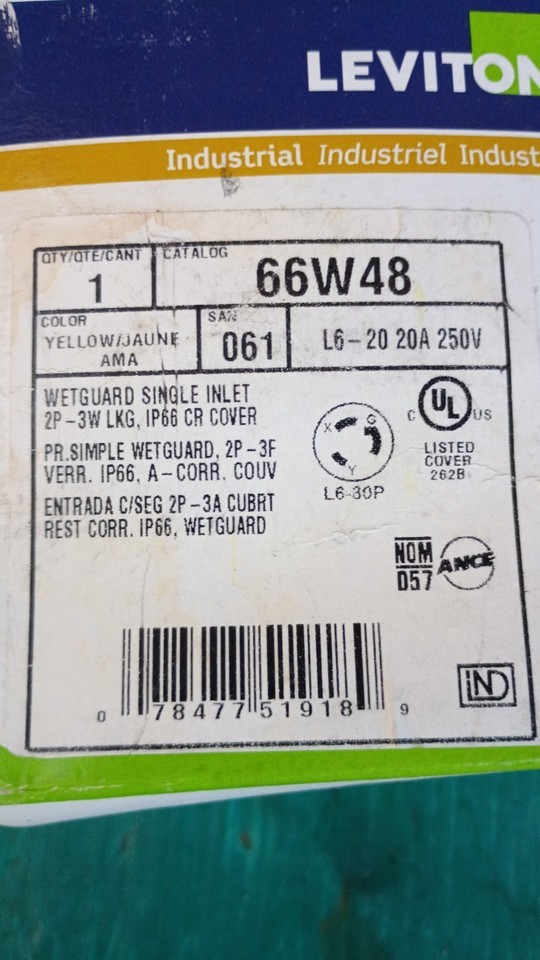 LEVITON
Industrial Industriel Indust
QTY/QTE/CANT
1
CATALOG
66W48
COLOR
YELLOW/JAUNE
AMA
SAN
061
L6-20 20A 250V
WETGUARD SINGLE INLET
2P-3W LKG, IP66 CR COVER
PR.SIMPLE WETGUARD, 2P-3F
VERR. IP66, A-CORR. COUV
ENTRADA C/SEG 2P-3A CUBRT
REST CORR. IP66, WETGUARD
X G
Y
L6-30P
C UL US
LISTED
COVER
262B
NOM
057
ANCE
0 78477 51918 9
IND